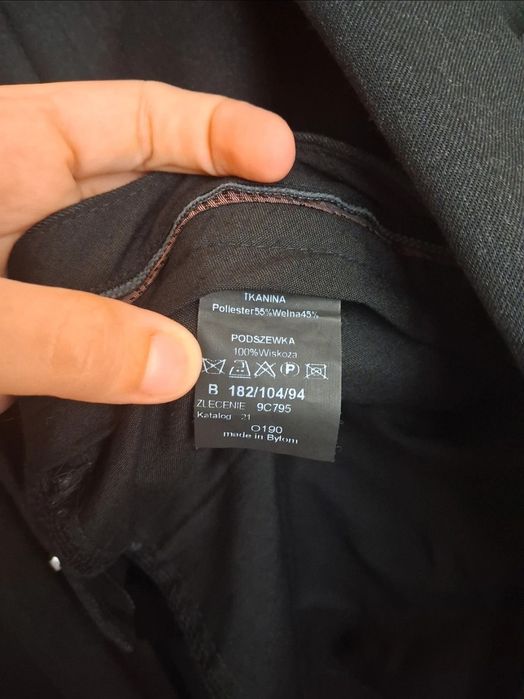 TKANINA
Poliester55%Wełna45%
PODSZEWKA
100%Wiskoza
P
B 182/104/94
ZLECENIE 9C795
Katalog 21
O190
made in Bytom